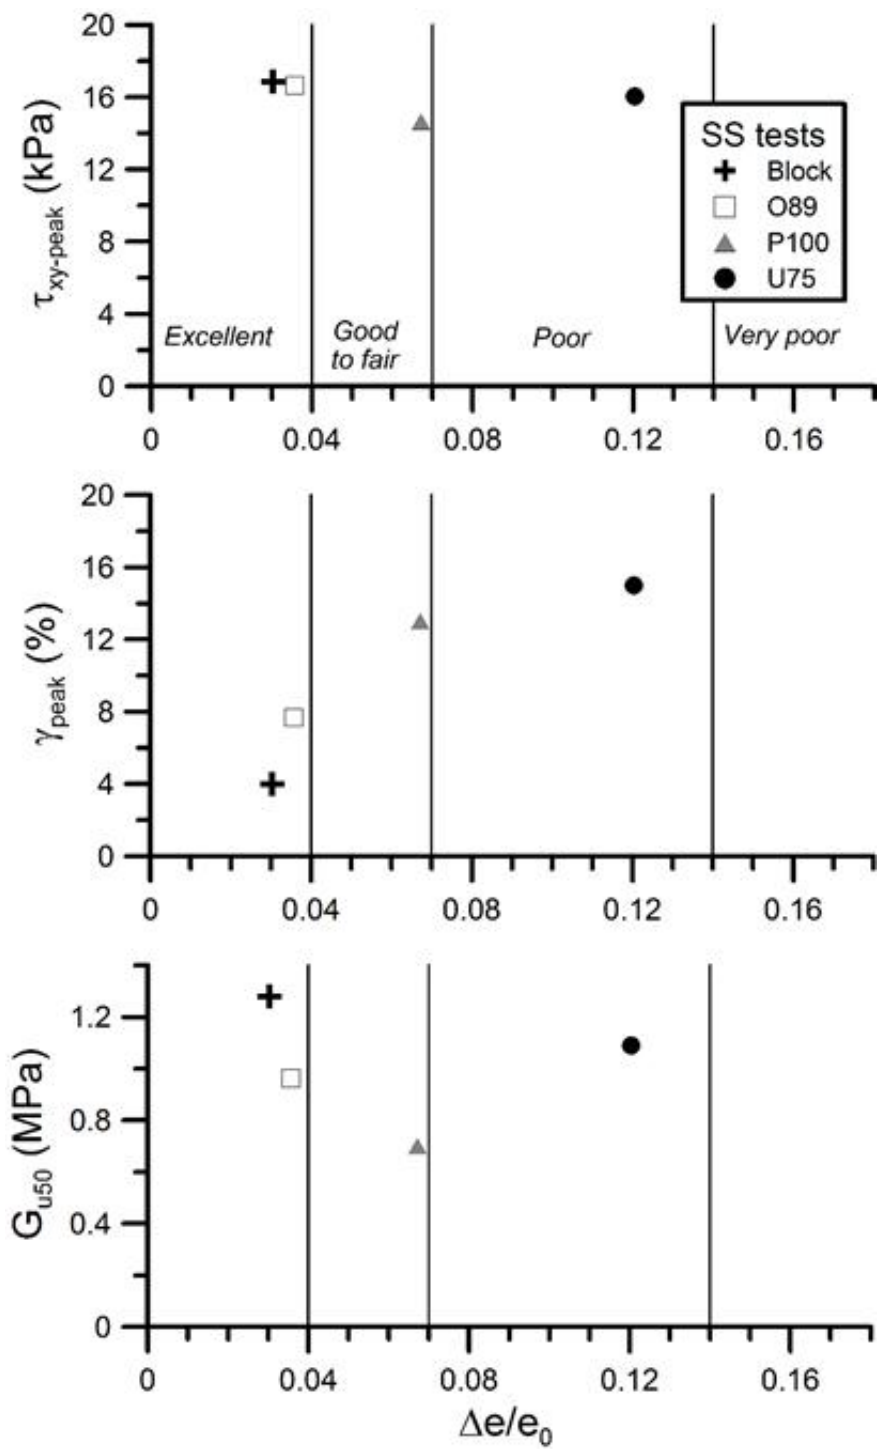 20
16
12
8
4
0
τxy-peak (kPa)
SS tests
Block
O89
P100
U75
Excellent
Good
to fair
Poor
Very poor
0 0.04 0.08 0.12 0.16
20
16
12
8
4
0
γpeak (%)
0 0.04 0.08 0.12 0.16
1.2
0.8
0.4
0
Gu50 (MPa)
0 0.04 0.08 0.12 0.16
Δe/e0